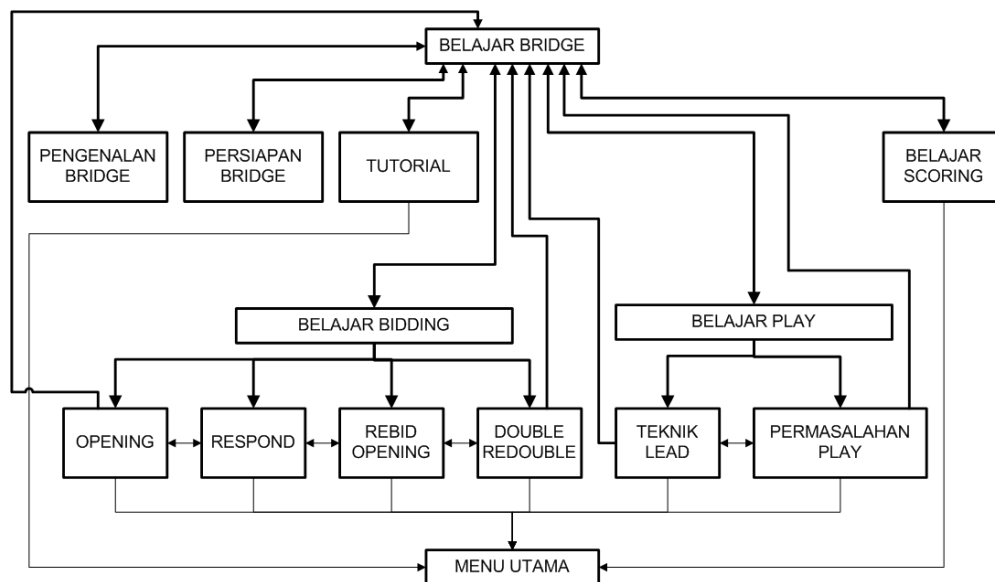 BELAJAR BRIDGE
PENGENALAN
BRIDGE
PERSIAPAN
BRIDGE
TUTORIAL
BELAJAR
SCORING
BELAJAR BIDDING
BELAJAR PLAY
OPENING
RESPOND
REBID
OPENING
DOUBLE
REDOUBLE
TEKNIK
LEAD
PERMASALAHAN
PLAY
MENU UTAMA